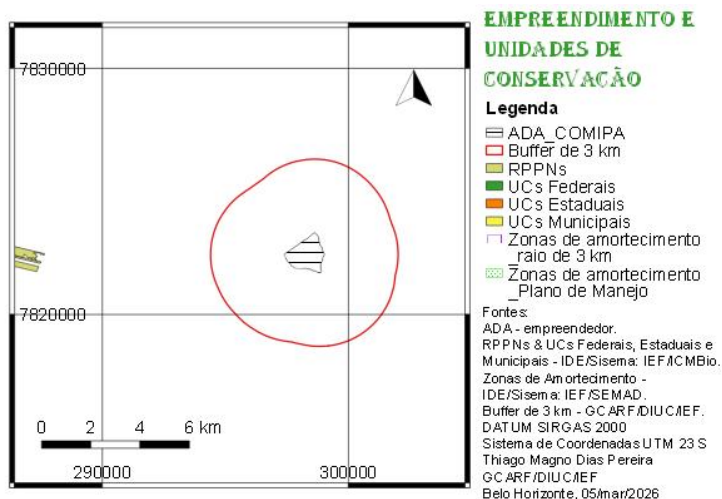 EMPREENDIMENTO E
UNIDADES DE
CONSERVAÇÃO
Legenda
ADA_COMIPA
Buffer de 3 km
RPPNs
UCs Federais
UCs Estaduais
UCs Municipais
Zonas de amortecimento
_raio de 3 km
Zonas de amortecimento
_Plano de Manejo
Fontes:
ADA - empreendedor.
RPPNs & UCs Federais, Estaduais e
Municipais - IDE/Sisema: IEF/ICMBio.
Zonas de Amortecimento -
IDE/Sisema: IEF/SEMAD.
Buffer de 3 km - GCARF/DIUC/IEF.
DATUM SIRGAS 2000
Sistema de Coordenadas UTM 23 S
Thiago Magno Dias Pereira
GCARF/DIUC/IEF
Belo Horizonte, 05/mar/2026
7830000
7820000
0 2 4 6 km
290000 300000